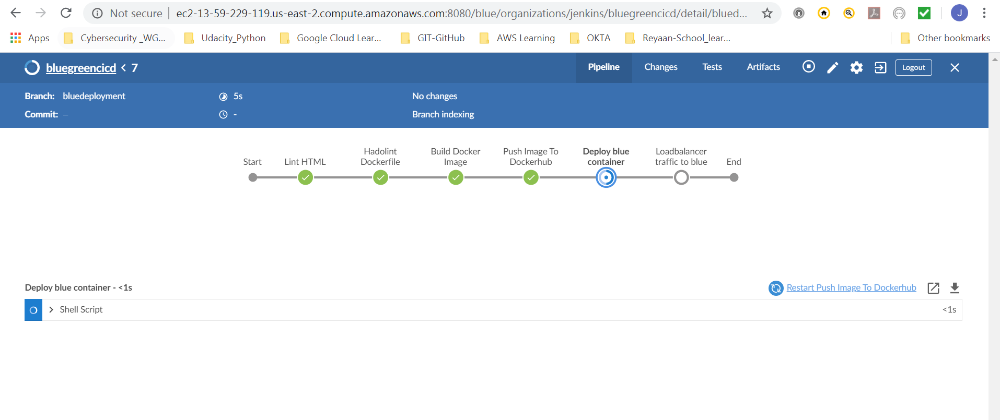 Not secure | ec2-13-59-229-119.us-east-2.compute.amazonaws.com:8080/blue/organizations/jenkins/bluegreencicd/detail/blued... J
Apps Cybersecurity _WG... Udacity_Python Google Cloud Lear... GIT-GitHub AWS Learning OKTA Reyaan-School_lear... Other bookmarks
bluegreencicd < 7 Pipeline Changes Tests Artifacts Logout
Branch: bluedeployment 5s No changes
Commit: – - Branch indexing
Start
Lint HTML
Hadolint
Dockerfile
Build Docker
Image
Push Image To
Dockerhub
Deploy blue
container
Loadbalancer
traffic to blue
End
Deploy blue container - <1s Restart Push Image To Dockerhub
Shell Script <1s